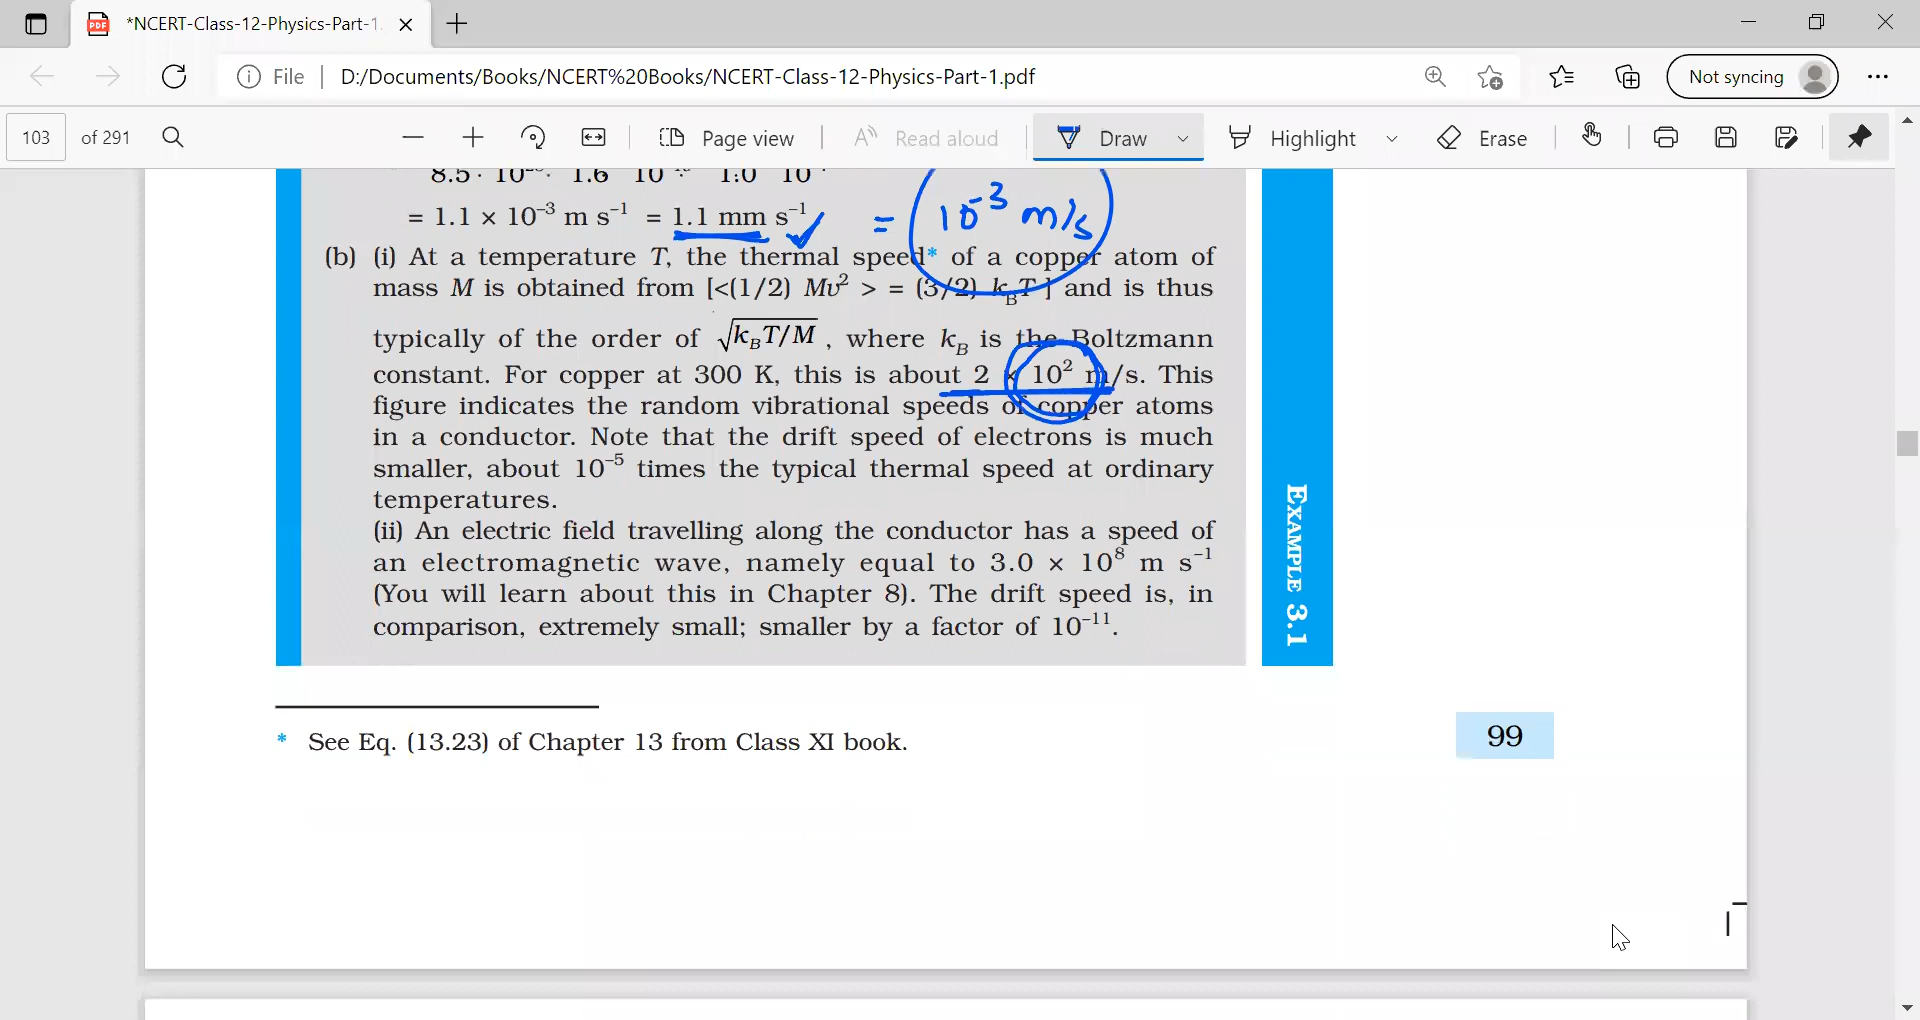 *NCERT-Class-12-Physics-Part-1.
File D:/Documents/Books/NCERT%20Books/NCERT-Class-12-Physics-Part-1.pdf Not syncing
103 of 291 Page view Read aloud Draw Highlight Erase
= 1.1 × 10⁻³ m s⁻¹ = 1.1 mm s⁻¹ = 10⁻³ m/s
(b) (i) At a temperature T, the thermal speed* of a copper atom of
mass M is obtained from [<(1/2) Mv² > = (3/2) k_BT ] and is thus
typically of the order of √k_BT/M , where k_B is the Boltzmann
constant. For copper at 300 K, this is about 2 × 10² m/s. This
figure indicates the random vibrational speeds of copper atoms
in a conductor. Note that the drift speed of electrons is much
smaller, about 10⁻⁵ times the typical thermal speed at ordinary
temperatures.
(ii) An electric field travelling along the conductor has a speed of
an electromagnetic wave, namely equal to 3.0 × 10⁸ m s⁻¹
(You will learn about this in Chapter 8). The drift speed is, in
comparison, extremely small; smaller by a factor of 10⁻¹¹.
EXAMPLE 3.1
* See Eq. (13.23) of Chapter 13 from Class XI book.
99